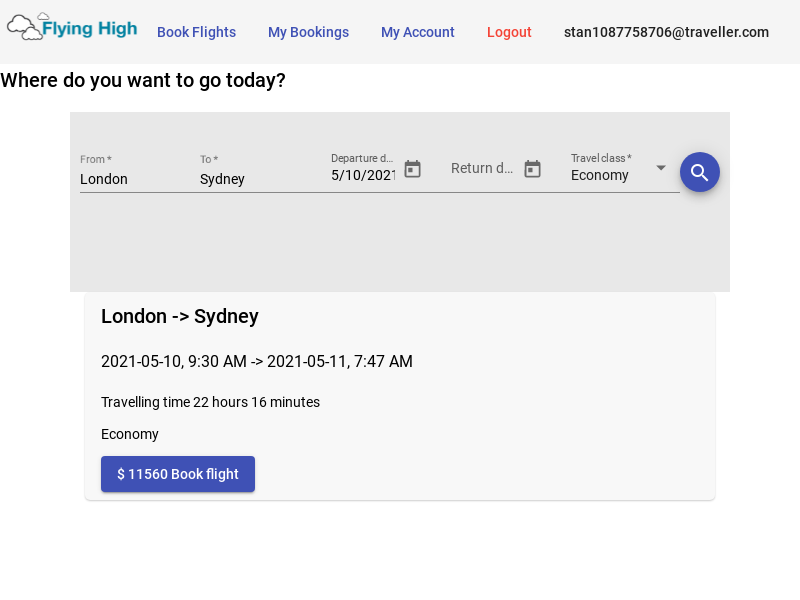 Flying High
Book Flights My Bookings My Account Logout stan1087758706@traveller.com
Where do you want to go today?
From * To * Departure d... Return d... Travel class *
London Sydney 5/10/2021 Economy
London -> Sydney
2021-05-10, 9:30 AM -> 2021-05-11, 7:47 AM
Travelling time 22 hours 16 minutes
Economy
$ 11560 Book flight